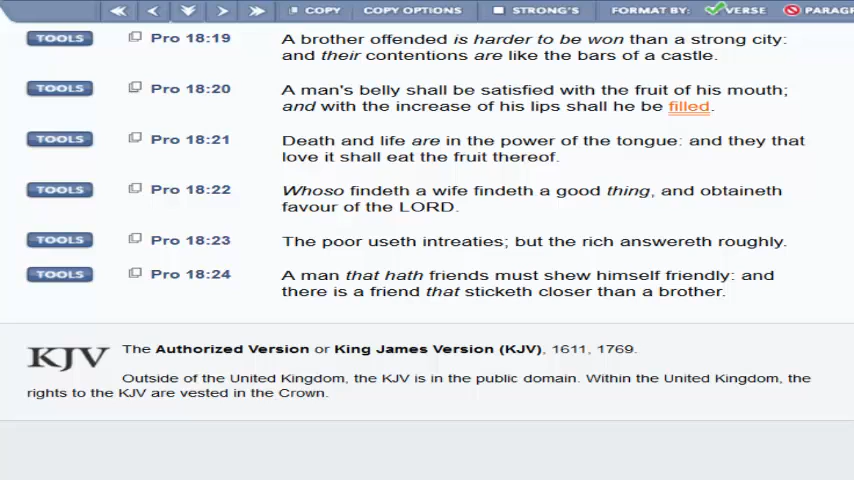 COPY COPY OPTIONS STRONG'S FORMAT BY: VERSE PARAG
TOOLS Pro 18:19 A brother offended is harder to be won than a strong city:
and their contentions are like the bars of a castle.
TOOLS Pro 18:20 A man's belly shall be satisfied with the fruit of his mouth;
and with the increase of his lips shall he be filled.
TOOLS Pro 18:21 Death and life are in the power of the tongue: and they that
love it shall eat the fruit thereof.
TOOLS Pro 18:22 Whoso findeth a wife findeth a good thing, and obtaineth
favour of the LORD.
TOOLS Pro 18:23 The poor useth intreaties; but the rich answereth roughly.
TOOLS Pro 18:24 A man that hath friends must shew himself friendly: and
there is a friend that sticketh closer than a brother.
KJV The Authorized Version or King James Version (KJV), 1611, 1769.
Outside of the United Kingdom, the KJV is in the public domain. Within the United Kingdom, the
rights to the KJV are vested in the Crown.